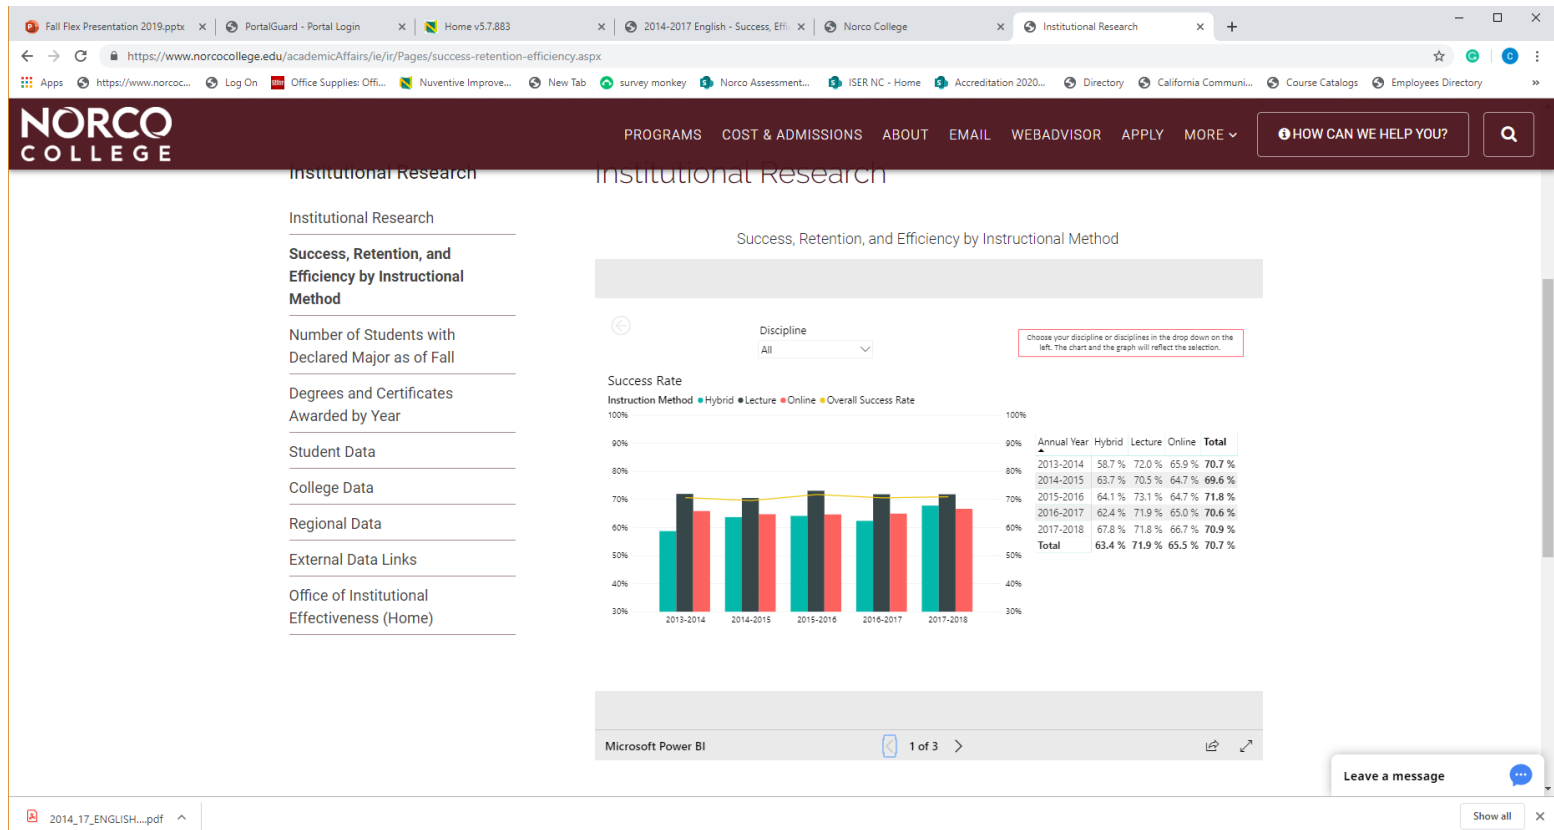 Fall Flex Presentation 2019.pptx
PortalGuard - Portal Login
Home v5.7.883
2014-2017 English - Success, Effi
Norco College
Institutional Research
https://www.norcocollege.edu/academicAffairs/ie/ir/Pages/success-retention-efficiency.aspx
C
Apps
https://www.norcoc...
Log On
Office Supplies: Offi...
Nuventive Improve...
New Tab
survey monkey
Norco Assessment...
ISER NC - Home
Accreditation 2020...
Directory
California Communi...
Course Catalogs
Employees Directory
»
NORCO
COLLEGE
PROGRAMS
COST & ADMISSIONS
ABOUT
EMAIL
WEBADVISOR
APPLY
MORE
HOW CAN WE HELP YOU?
Institutional Research
Institutional Research
Success, Retention, and
Efficiency by Instructional
Method
Number of Students with
Declared Major as of Fall
Degrees and Certificates
Awarded by Year
Student Data
College Data
Regional Data
External Data Links
Office of Institutional
Effectiveness (Home)
Institutional Research
Success, Retention, and Efficiency by Instructional Method
Discipline
All
Choose your discipline or disciplines in the drop down on the
left. The chart and the graph will reflect the selection.
Success Rate
Instruction Method Hybrid Lecture Online Overall Success Rate
100% 100%
90% 90%
80% 80%
70% 70%
60% 60%
50% 50%
40% 40%
30% 30%
2013-2014 2014-2015 2015-2016 2016-2017 2017-2018
Annual Year Hybrid Lecture Online Total
2013-2014 58.7 % 72.0 % 65.9 % 70.7 %
2014-2015 63.7 % 70.5 % 64.7 % 69.6 %
2015-2016 64.1 % 73.1 % 64.7 % 71.8 %
2016-2017 62.4 % 71.9 % 65.0 % 70.6 %
2017-2018 67.8 % 71.8 % 66.7 % 70.9 %
Total 63.4 % 71.9 % 65.5 % 70.7 %
Microsoft Power BI
1 of 3
Leave a message
2014_17_ENGLISH....pdf
Show all